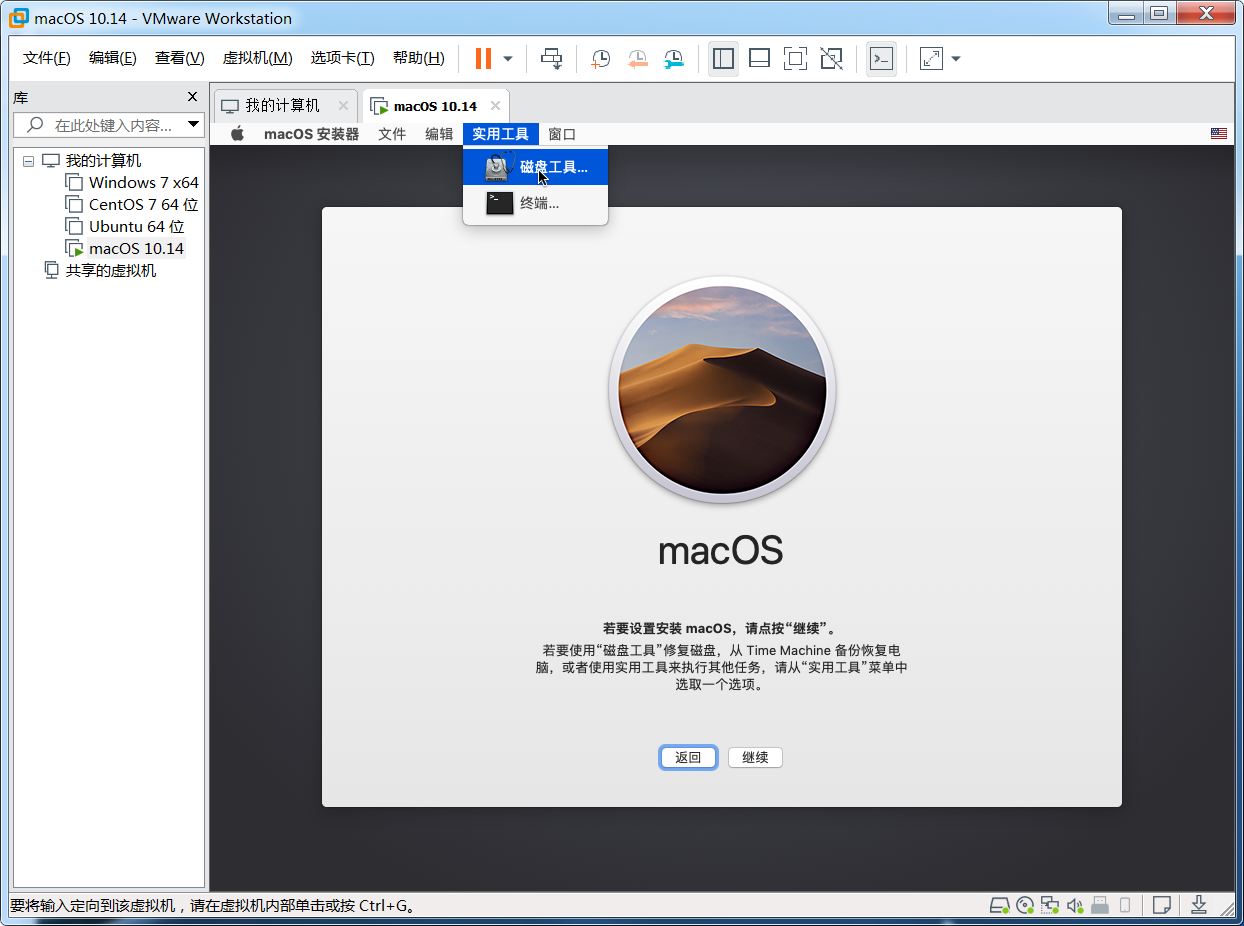 macOS 10.14 - VMware Workstation
文件(F) 编辑(E) 查看(V) 虚拟机(M) 选项卡(T) 帮助(H)
库
在此处键入内容...
我的计算机
Windows 7 x64
CentOS 7 64 位
Ubuntu 64 位
macOS 10.14
共享的虚拟机
我的计算机 macOS 10.14
macOS 安装器 文件 编辑 实用工具 窗口
磁盘工具...
终端...
macOS
若要设置安装 macOS，请点按“继续”。
若要使用“磁盘工具”修复磁盘，从 Time Machine 备份恢复电
脑，或者使用实用工具来执行其他任务，请从“实用工具”菜单中
选取一个选项。
返回 继续
要将输入定向到该虚拟机，请在虚拟机内部单击或按 Ctrl+G。